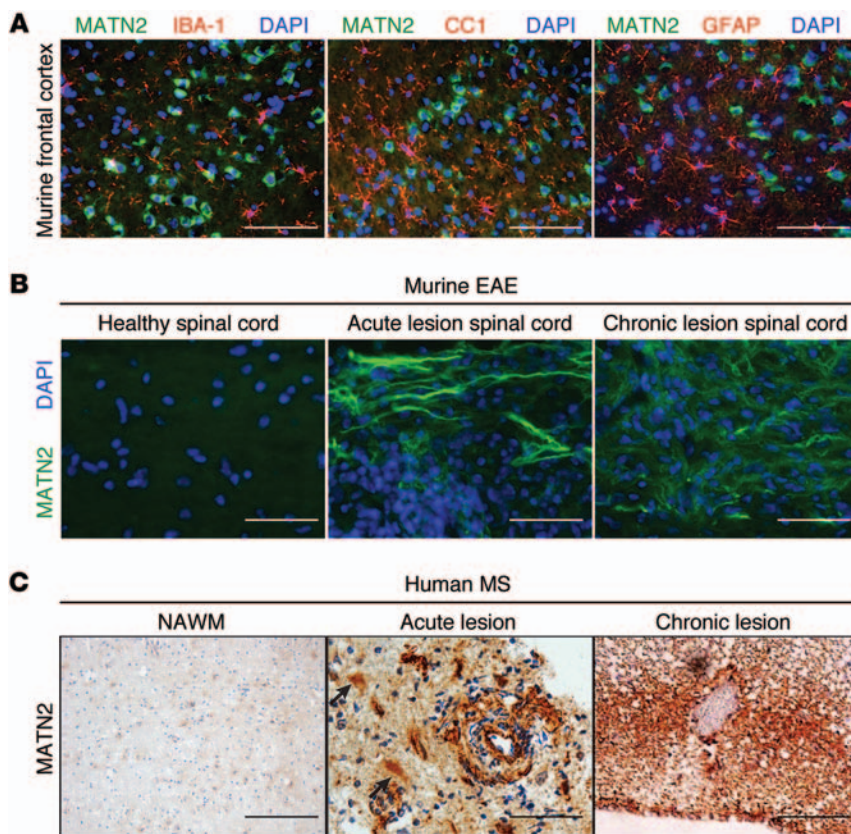 A
MATN2 IBA-1 DAPI MATN2 CC1 DAPI MATN2 GFAP DAPI
Murine frontal cortex
B
Murine EAE
Healthy spinal cord Acute lesion spinal cord Chronic lesion spinal cord
MATN2 DAPI
C
Human MS
NAWM Acute lesion Chronic lesion
MATN2